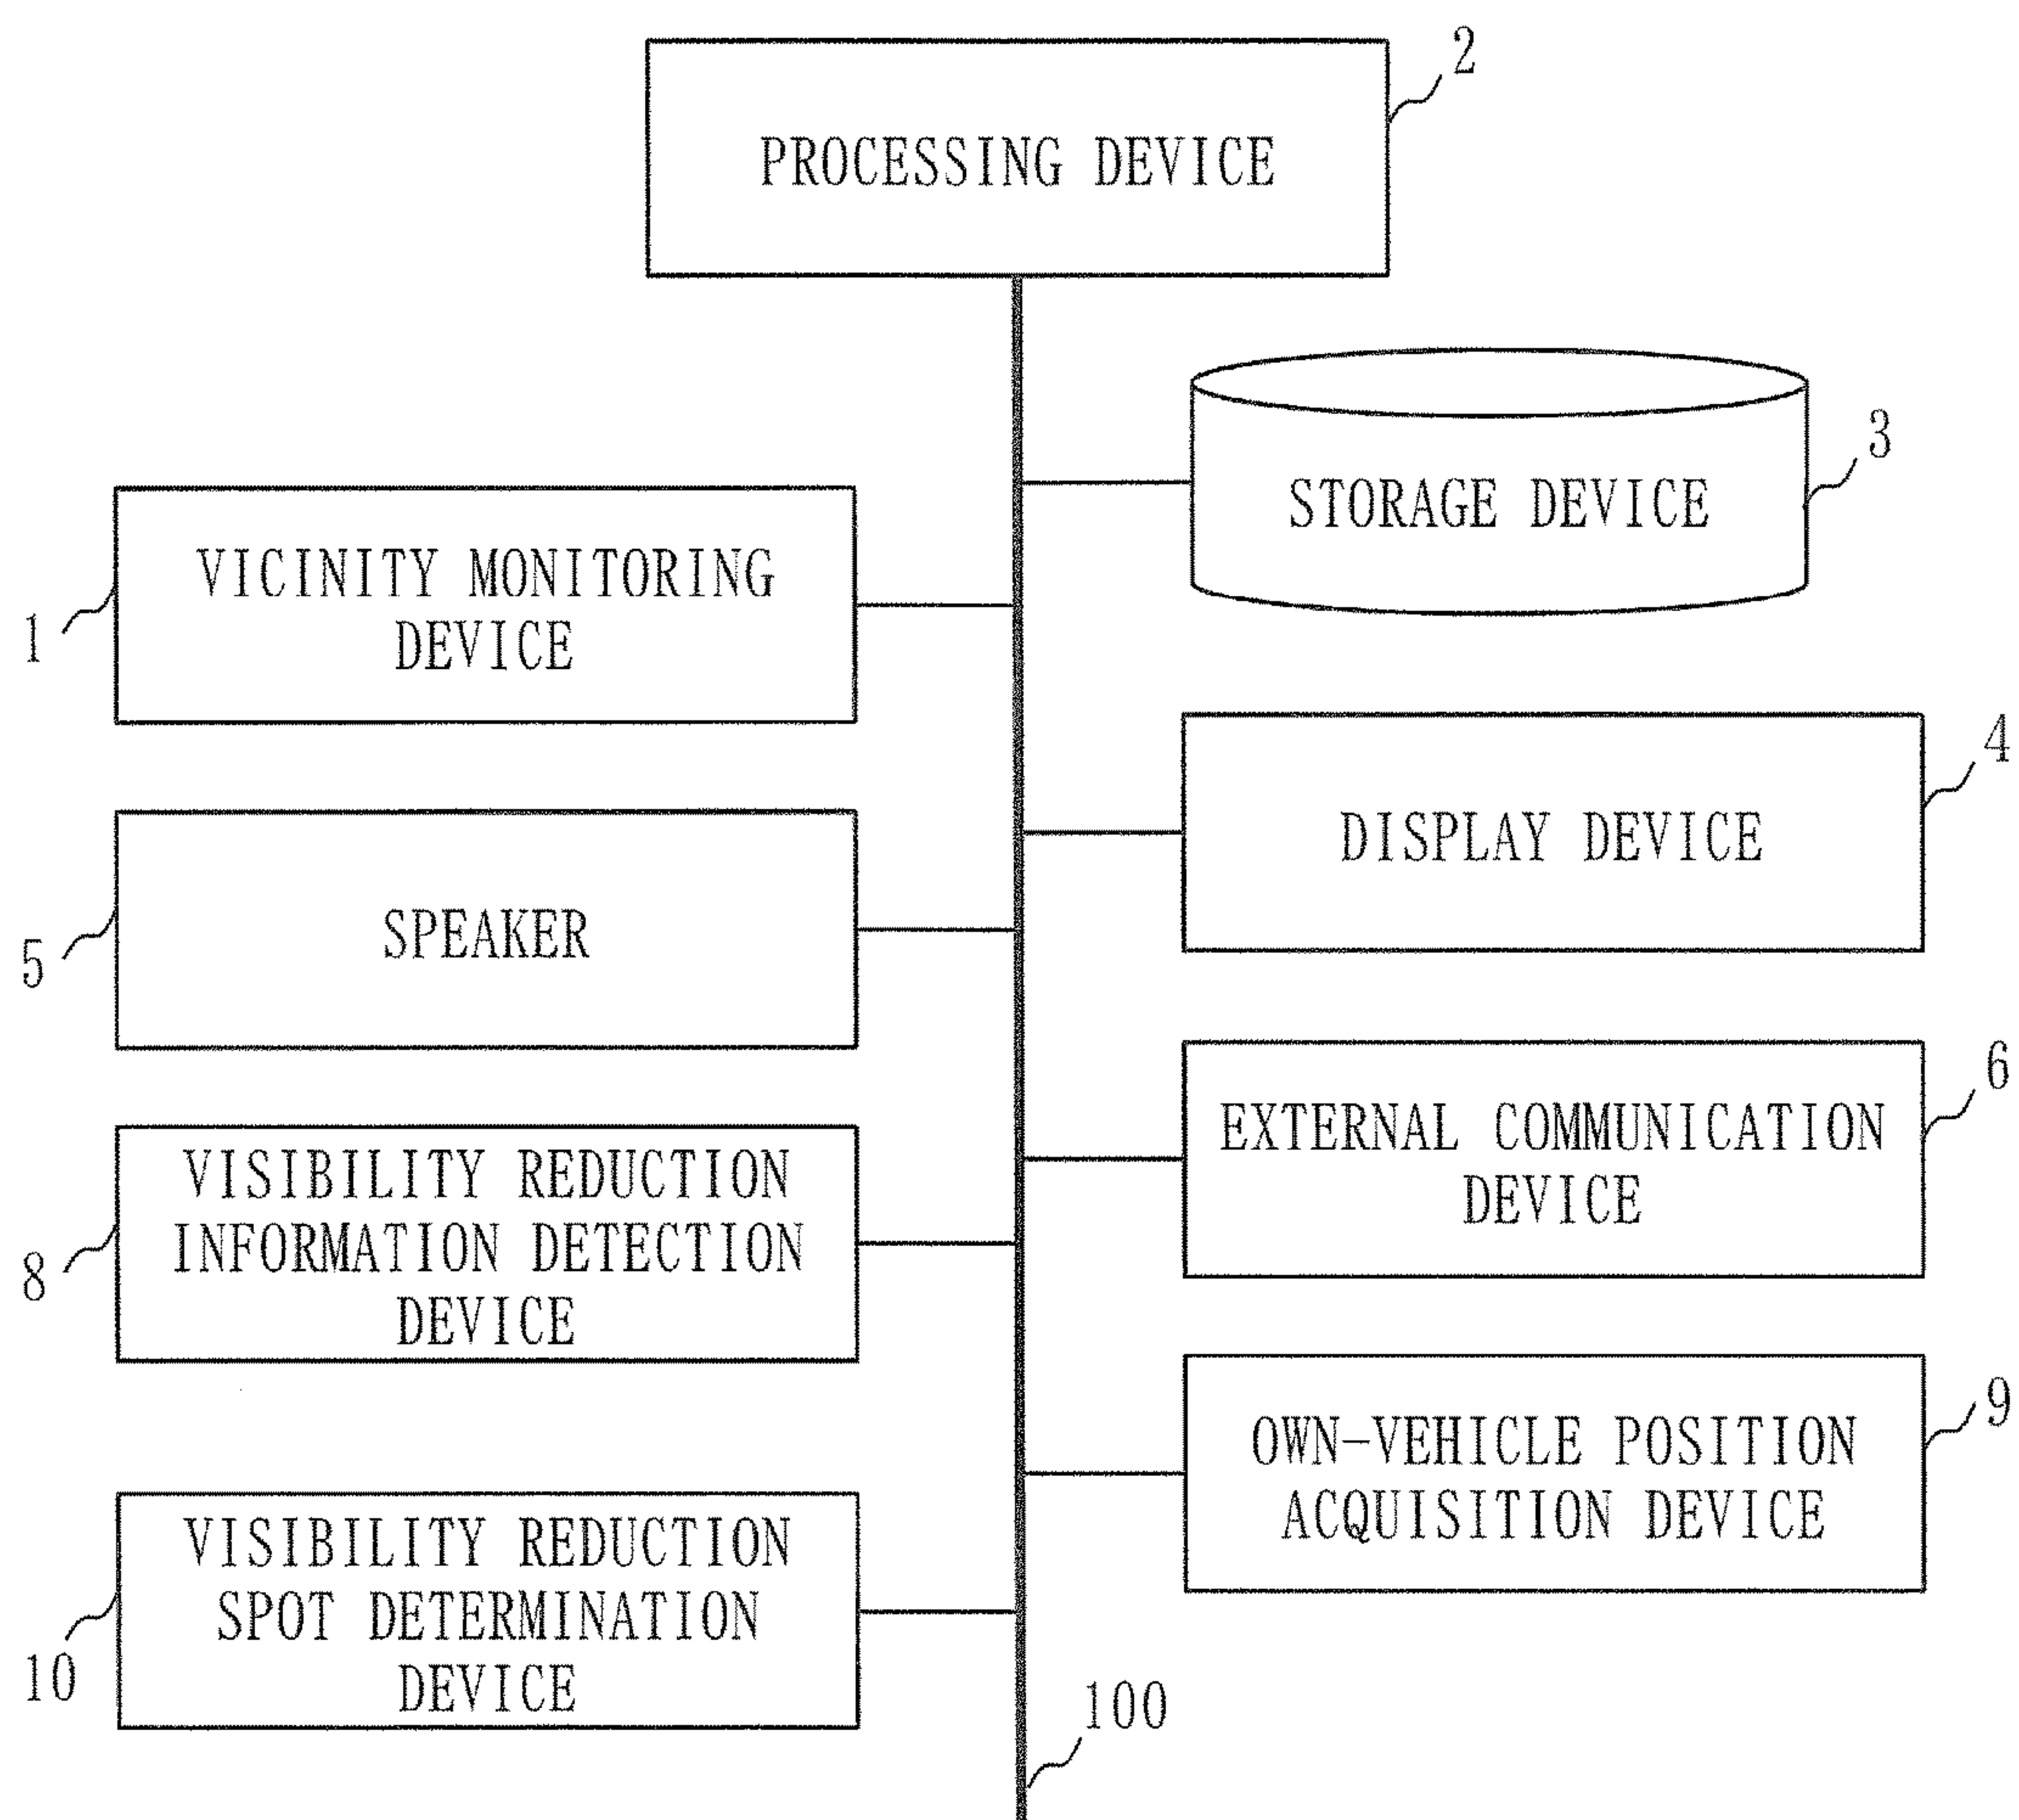 2
PROCESSING DEVICE
3
STORAGE DEVICE
VICINITY MONITORING
DEVICE
1
4
DISPLAY DEVICE
SPEAKER
5
6
EXTERNAL COMMUNICATION
DEVICE
VISIBILITY REDUCTION
INFORMATION DETECTION
DEVICE
8
9
OWN-VEHICLE POSITION
ACQUISITION DEVICE
VISIBILITY REDUCTION
SPOT DETERMINATION
DEVICE
10
100